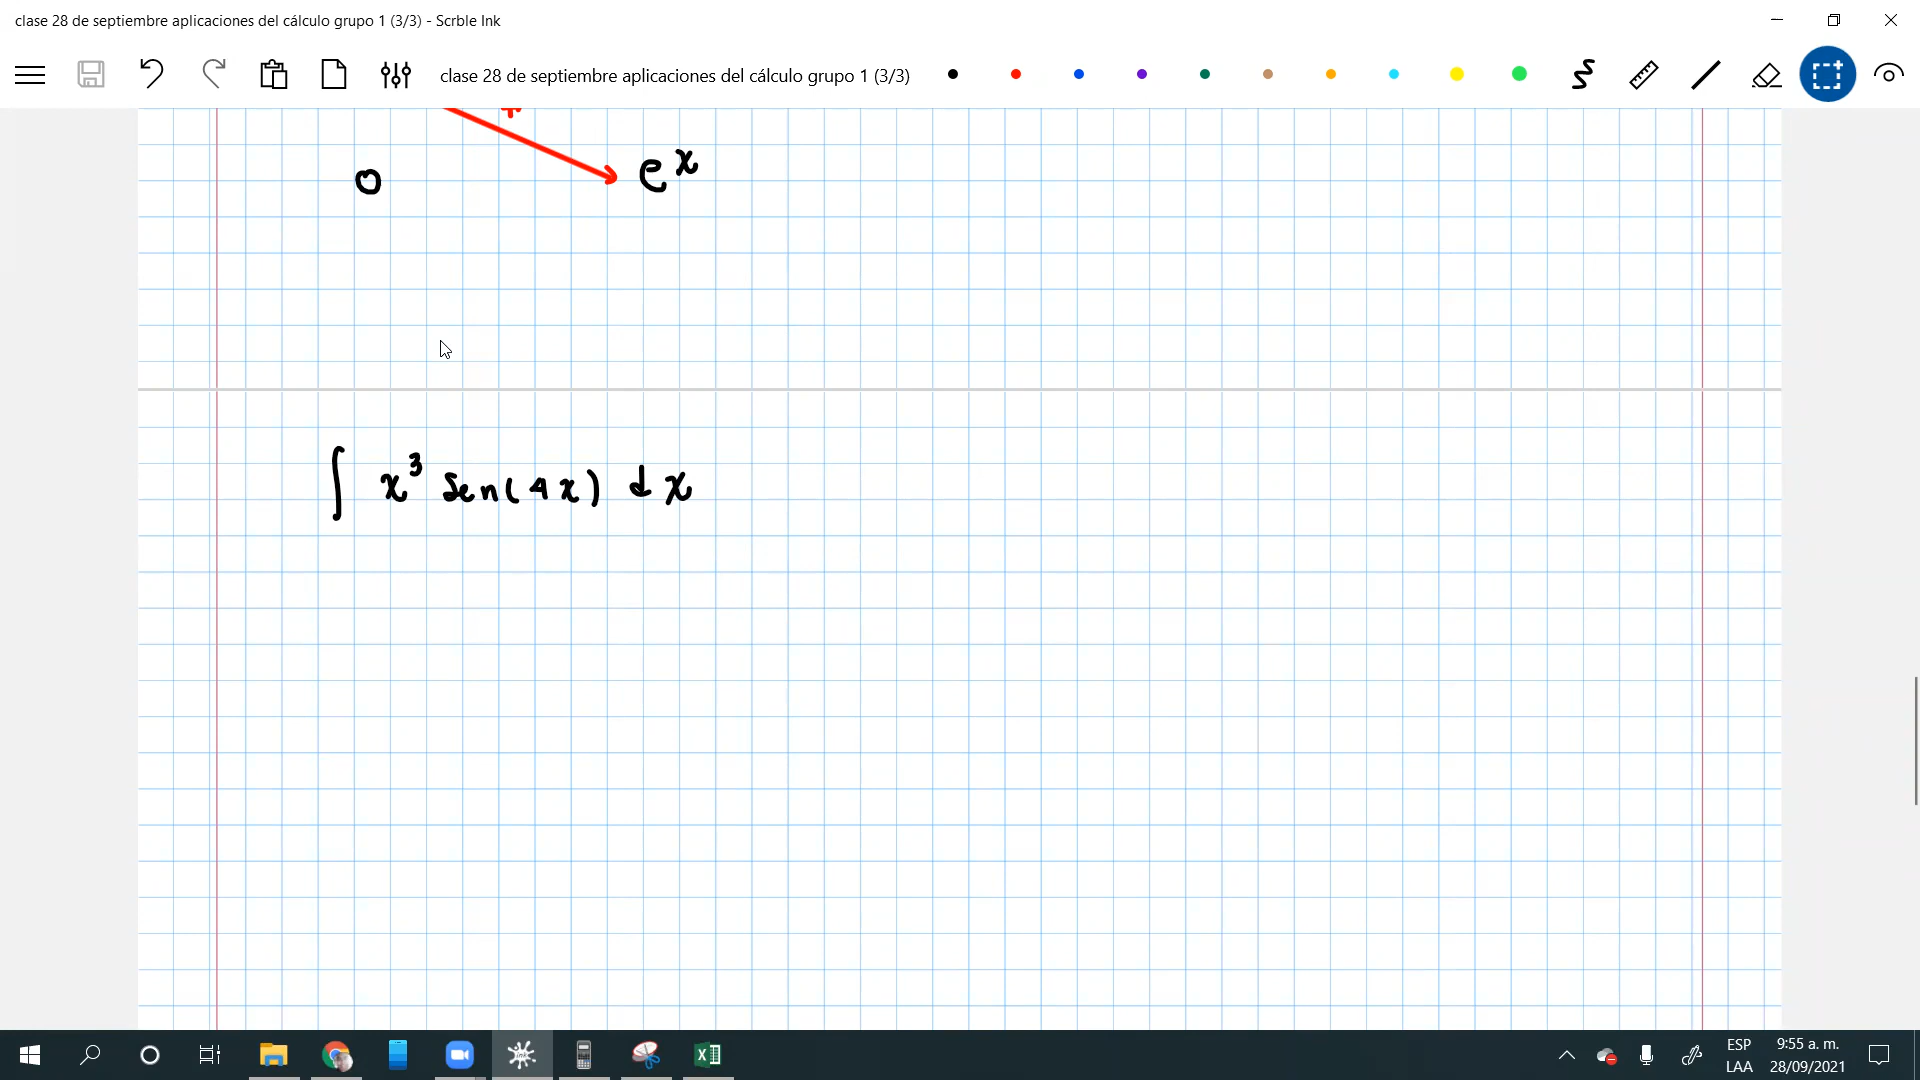 clase 28 de septiembre aplicaciones del cálculo grupo 1 (3/3) - Scrble Ink
clase 28 de septiembre aplicaciones del cálculo grupo 1 (3/3)
0 e^x
∫ x³ Sen(4x) dx
ESP 9:55 a. m.
LAA 28/09/2021